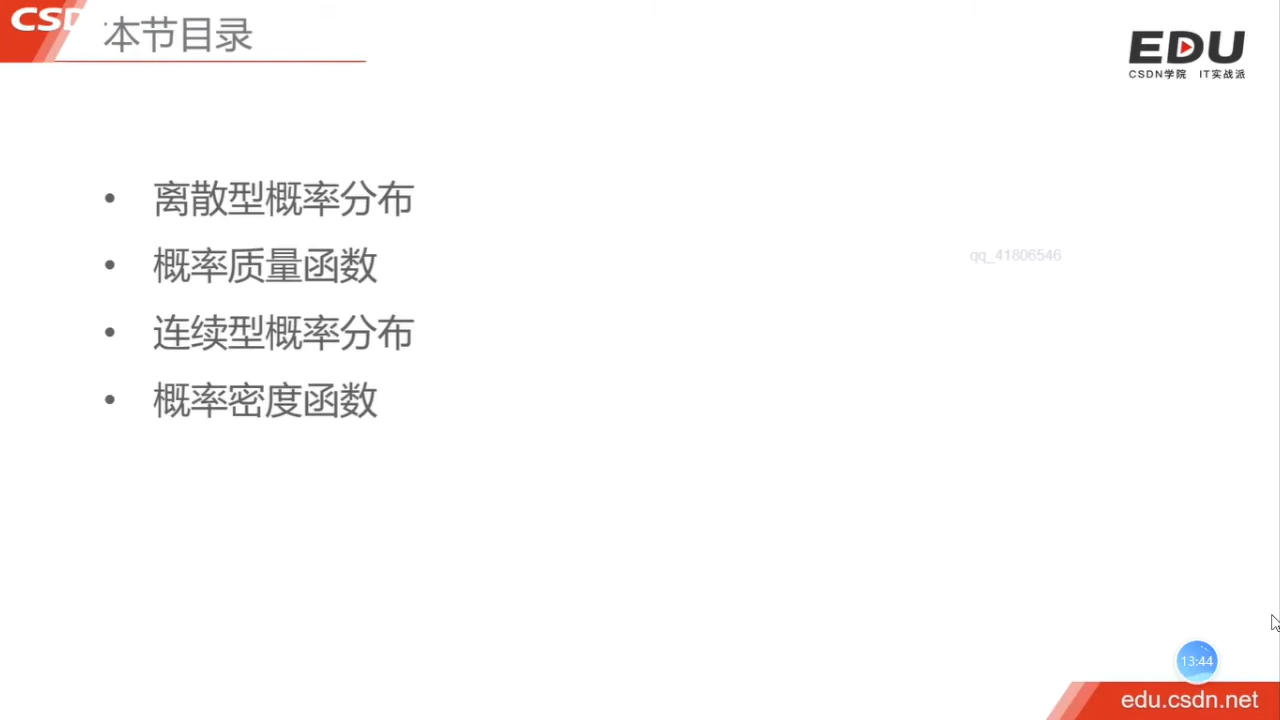 CSD
本节目录
EDU
CSDN学院 IT实战派
• 离散型概率分布
• 概率质量函数
qq_41806546
• 连续型概率分布
• 概率密度函数
13:44
edu.csdn.net